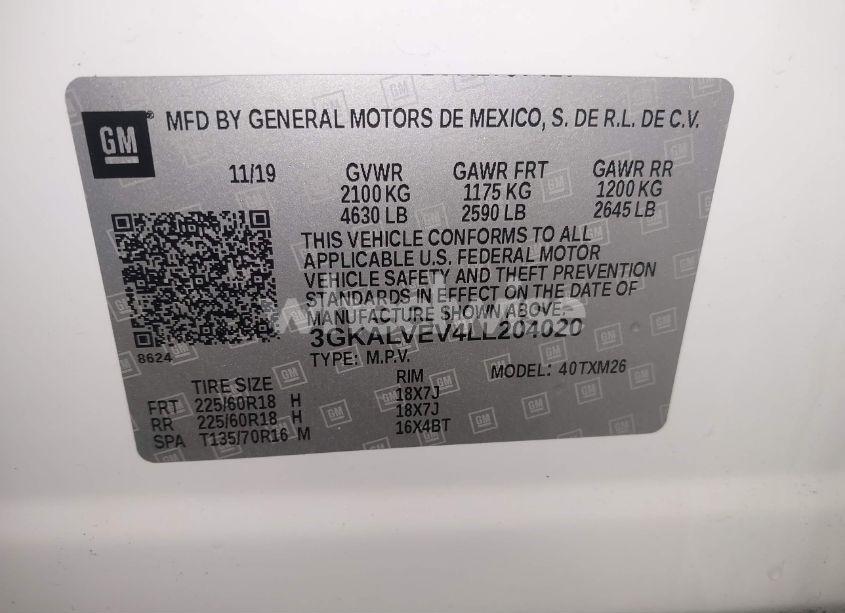 GM
MFD BY GENERAL MOTORS DE MEXICO, S. DE R.L. DE C.V.
11/19 GVWR GAWR FRT GAWR RR
2100 KG 1175 KG 1200 KG
4630 LB 2590 LB 2645 LB
THIS VEHICLE CONFORMS TO ALL
APPLICABLE U.S. FEDERAL MOTOR
VEHICLE SAFETY AND THEFT PREVENTION
STANDARDS IN EFFECT ON THE DATE OF
MANUFACTURE SHOWN ABOVE.
3GKALVEV4LL204020
8624 TYPE: M.P.V. MODEL: 40TXM26
TIRE SIZE RIM
FRT 225/60R18 H 18X7J
RR 225/60R18 H 18X7J
SPA T135/70R16 M 16X4BT